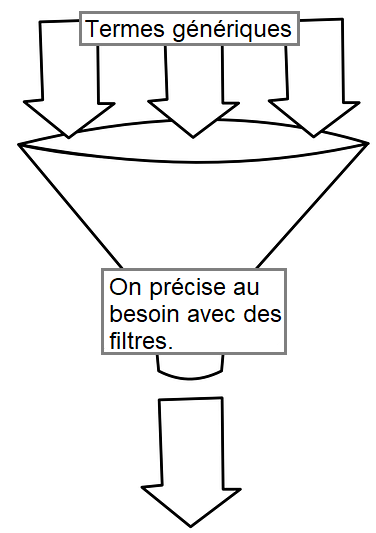 Termes génériques
On précise au
besoin avec des
filtres.